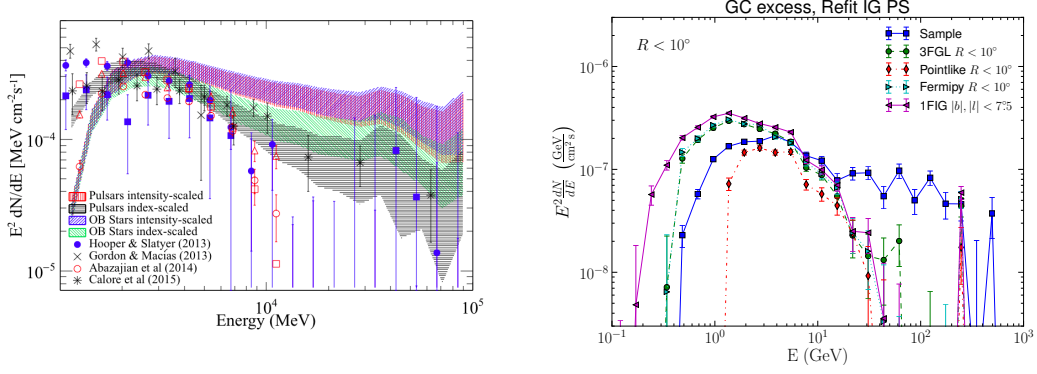 E² dN/dE [MeV cm⁻²s⁻¹]
10⁻⁴
10⁻⁵
Pulsars intensity-scaled
Pulsars index-scaled
OB Stars intensity-scaled
OB Stars index-scaled
Hooper & Slatyer (2013)
Gordon & Macias (2013)
Abazajian et al (2014)
Calore et al (2015)
10⁴
10⁵
Energy (MeV)
GC excess, Refit IG PS
R < 10°
Sample
3FGL R < 10°
Pointlike R < 10°
Fermipy R < 10°
1FIG |b|, |l| < 7.°5
E² dN/dE (GeV/cm² s)
10⁻⁶
10⁻⁷
10⁻⁸
10⁻¹ 10⁰ 10¹ 10² 10³
E (GeV)